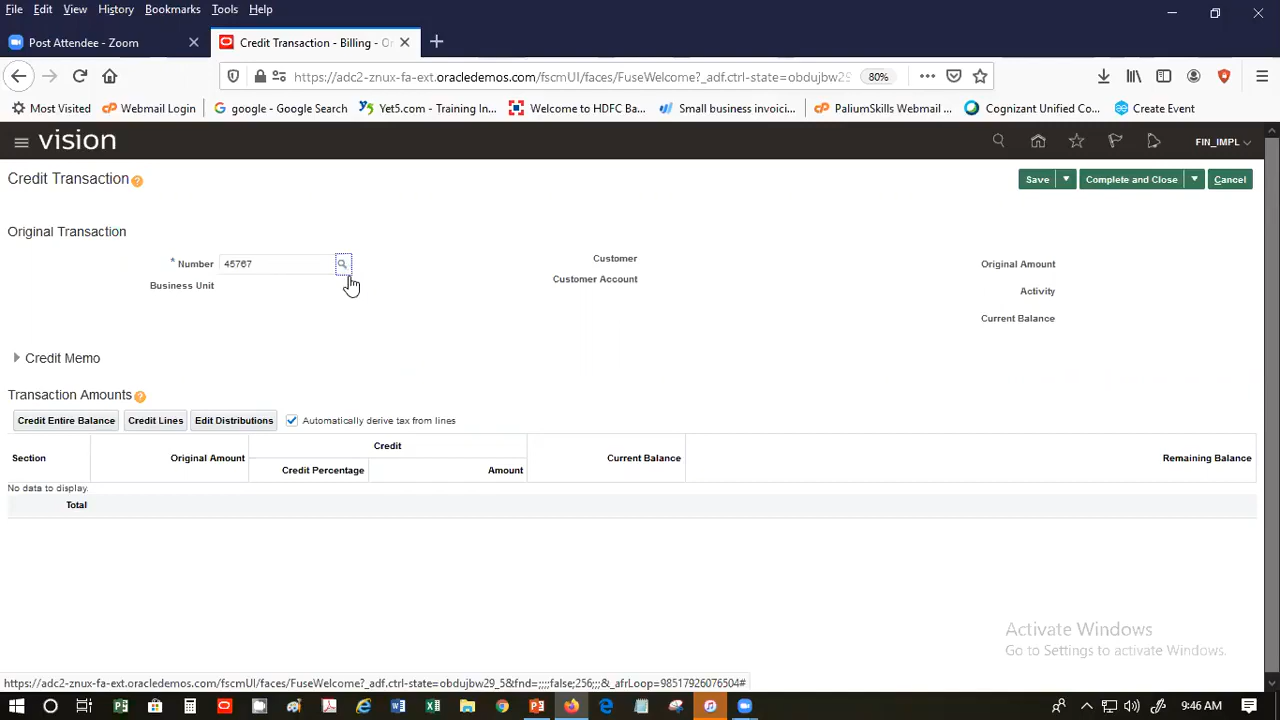 File Edit View History Bookmarks Tools Help
Post Attendee - Zoom
Credit Transaction - Billing - Or
https://adc2-znux-fa-ext.oracledemos.com/fscmUI/faces/FuseWelcome?_adf.ctrl-state=obdujbw29 80%
Most Visited Webmail Login google - Google Search Yet5.com - Training In... Welcome to HDFC Ba... Small business invoici... PaliumSkills Webmail ... Cognizant Unified Co... Create Event
vision FIN_IMPL
Credit Transaction Save Complete and Close Cancel
Original Transaction
* Number 45767 Customer Original Amount
Business Unit Customer Account Activity
Current Balance
Credit Memo
Transaction Amounts
Credit Entire Balance Credit Lines Edit Distributions Automatically derive tax from lines
Credit
Section Original Amount Current Balance Remaining Balance
Credit Percentage Amount
No data to display.
Total
Activate Windows
Go to Settings to activate Windows.
https://adc2-znux-fa-ext.oracledemos.com/fscmUI/faces/FuseWelcome?_adf.ctrl-state=obdujbw29_5&fnd=;;;;false;256;;;&_afrLoop=98517926076504#
9:46 AM